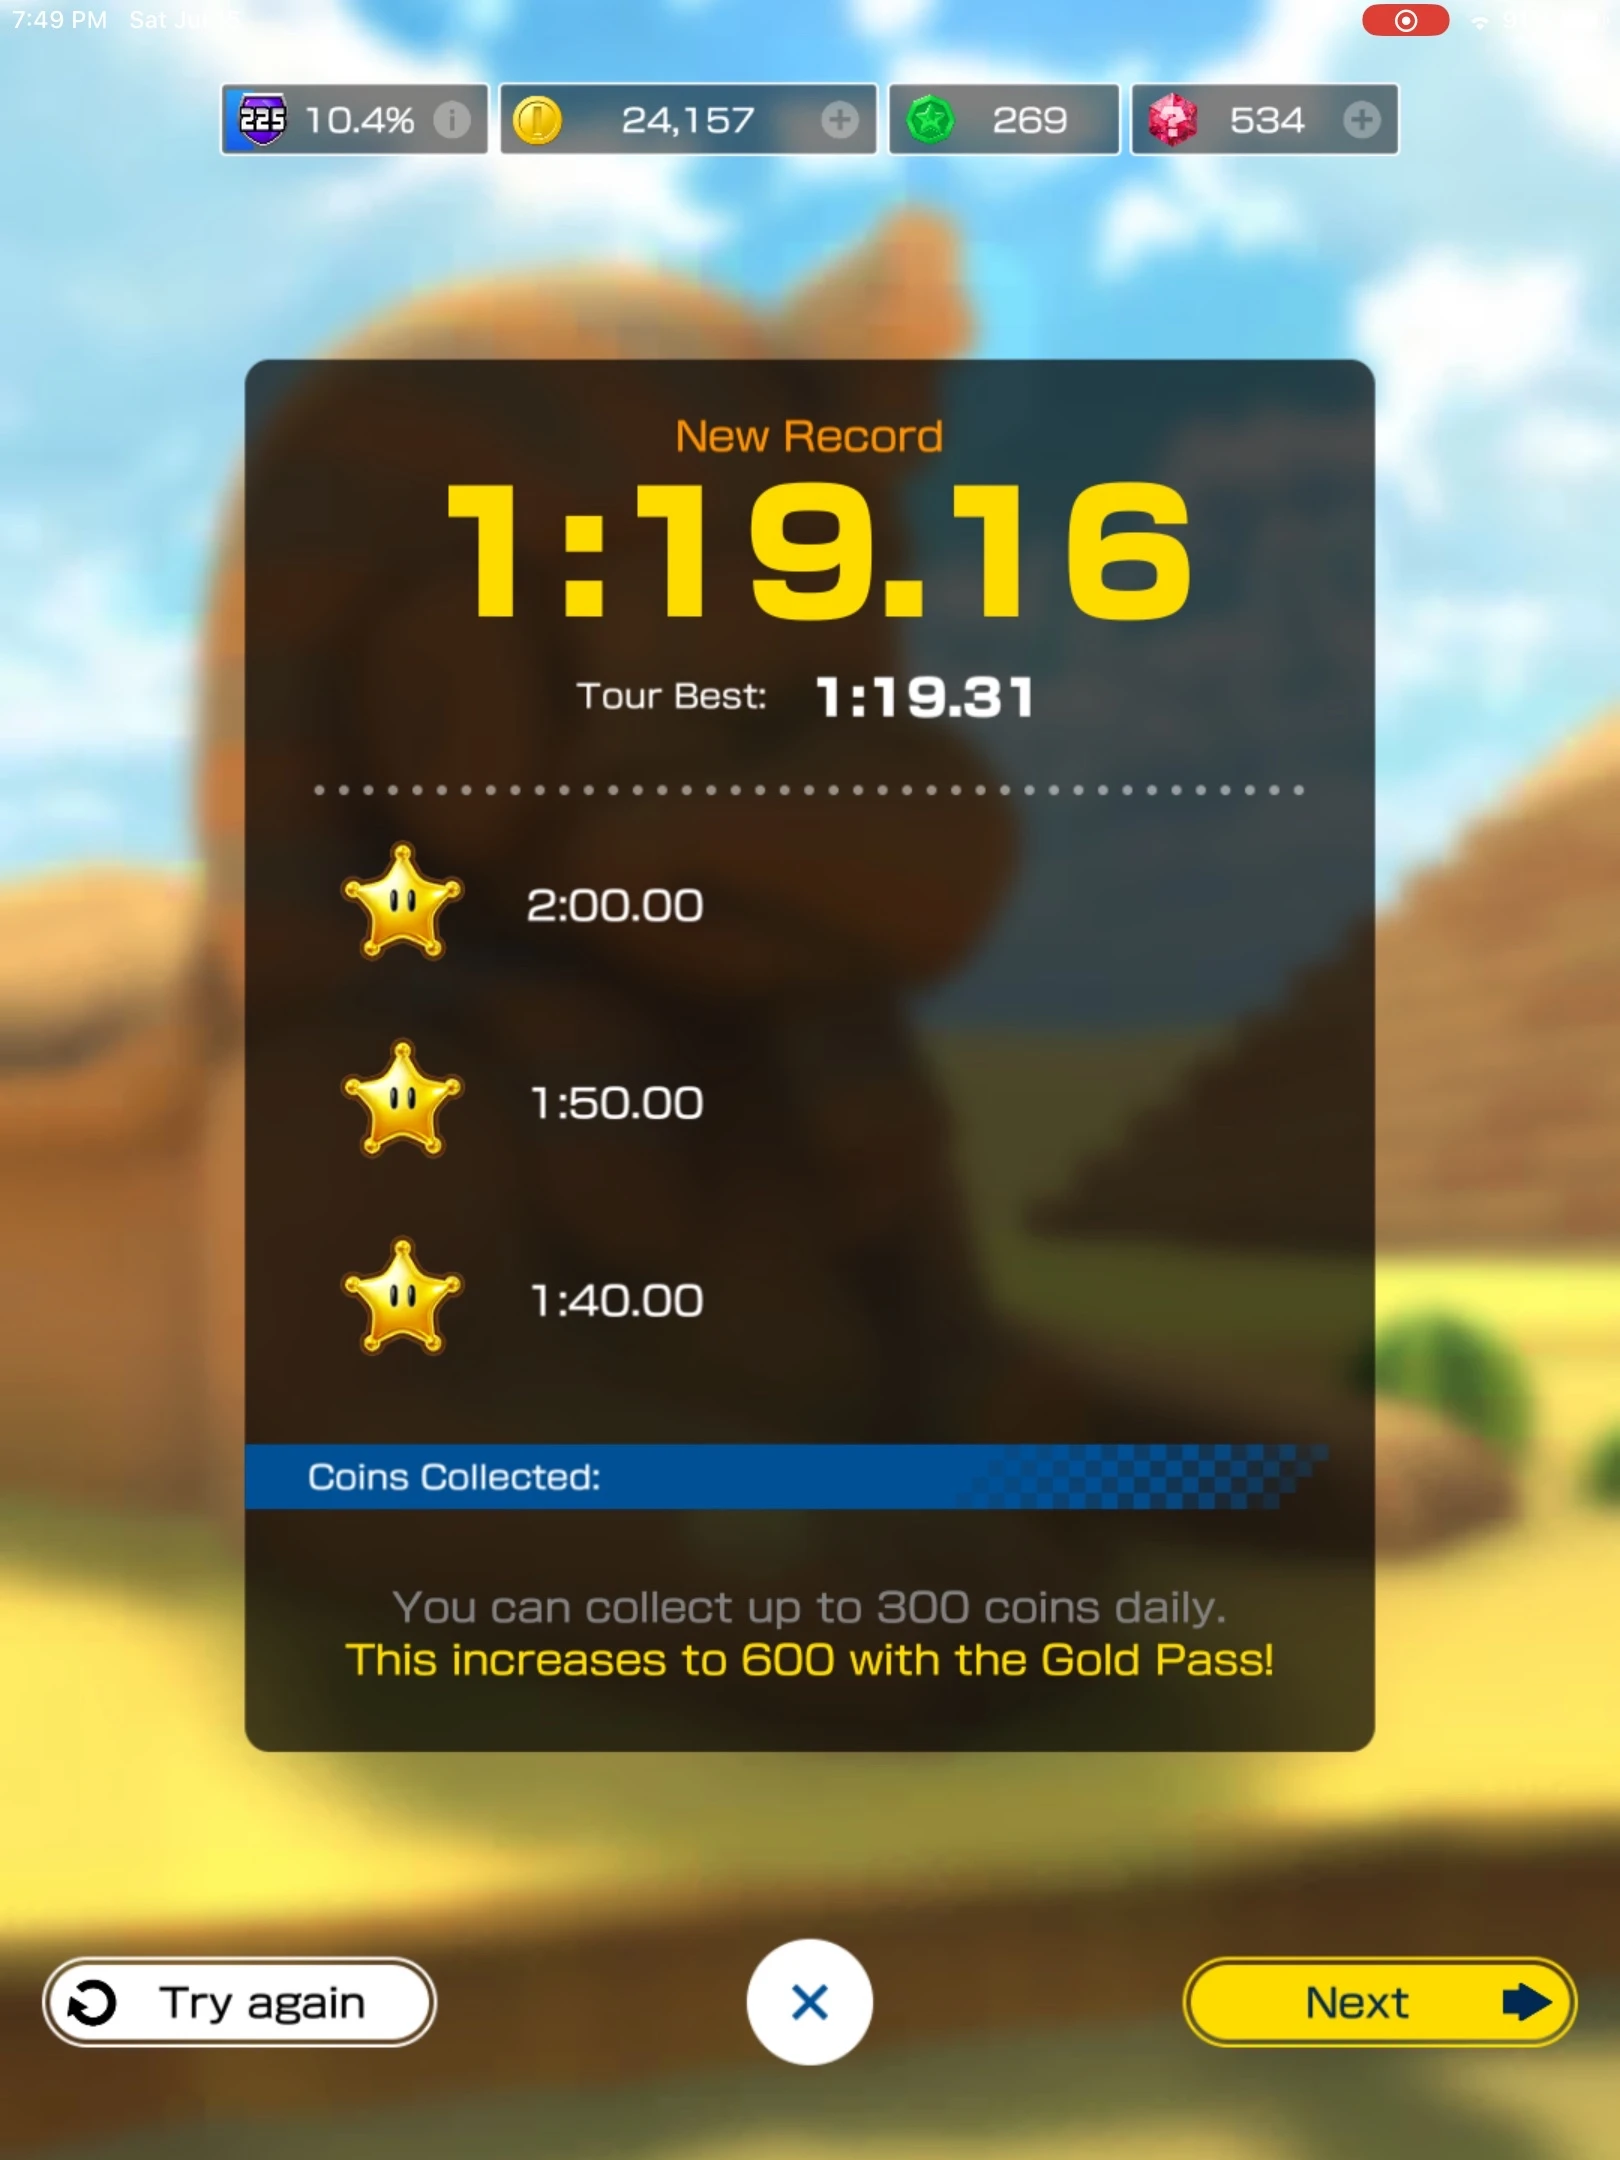 7:49 PM Sat
225 10.4% 24,157 269 534
New Record
1:19.16
Tour Best: 1:19.31
2:00.00
1:50.00
1:40.00
Coins Collected:
You can collect up to 300 coins daily.
This increases to 600 with the Gold Pass!
Try again
Next